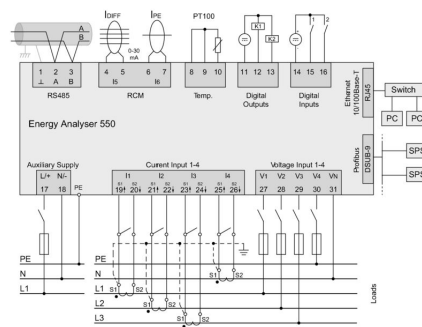 IDIFF IPE PT100
A
B
0-30 mA
K1
K2
1 2
1 2 3 4 5 6 7 8 9 10 11 12 13 14 15 16
⊥ A B I5 I6
RS485 RCM Temp. Digital Outputs Digital Inputs
Ethernet 10/100Base-T
RJ45
Switch
PC PC
Energy Analyser 550
Profibus
DSUB-9
SPS
SPS
Auxiliary Supply Current Input 1-4 Voltage Input 1-4
L/+ N/- PE I1 I2 I3 I4 V1 V2 V3 V4 VN
S1 S2 S1 S2 S1 S2 S1 S2
17 18 19 20 21 22 23 24 25 26 27 28 29 30 31
PE PE
N N S1 S2
L1 L1 S1 S2
L2 S1 S2
L3 S1 S2
Loads